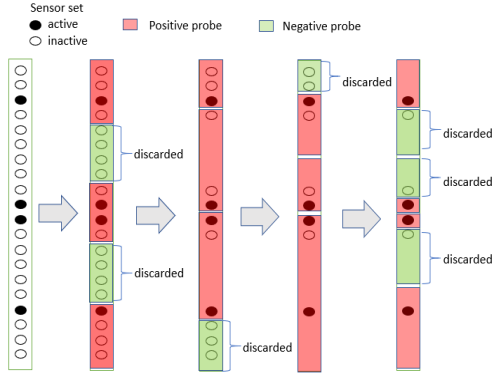 Sensor set
active
inactive
Positive probe
Negative probe
discarded
discarded
discarded
discarded
discarded
discarded
discarded